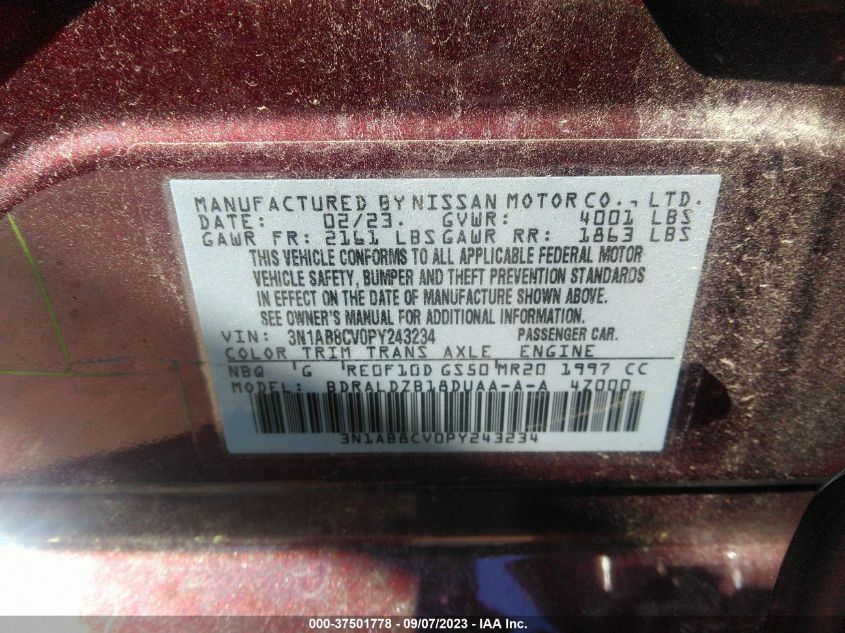 MANUFACTURED BY NISSAN MOTOR CO., LTD.
DATE: 02/23. GVWR: 4001 LBS
GAWR FR: 2161 LBS GAWR RR: 1863 LBS
THIS VEHICLE CONFORMS TO ALL APPLICABLE FEDERAL MOTOR
VEHICLE SAFETY, BUMPER AND THEFT PREVENTION STANDARDS
IN EFFECT ON THE DATE OF MANUFACTURE SHOWN ABOVE.
SEE OWNER'S MANUAL FOR ADDITIONAL INFORMATION.
VIN: 3N1AB8CV0PY243234 PASSENGER CAR.
COLOR TRIM TRANS AXLE ENGINE
NBQ 'G 'RE0F10D GS50'MR20 1997 CC
MODEL: BDRALDZB18DUAA-A-A 47000
3N1AB8CV0PY243234
000-37501778 - 09/07/2023 - © IAA Inc.